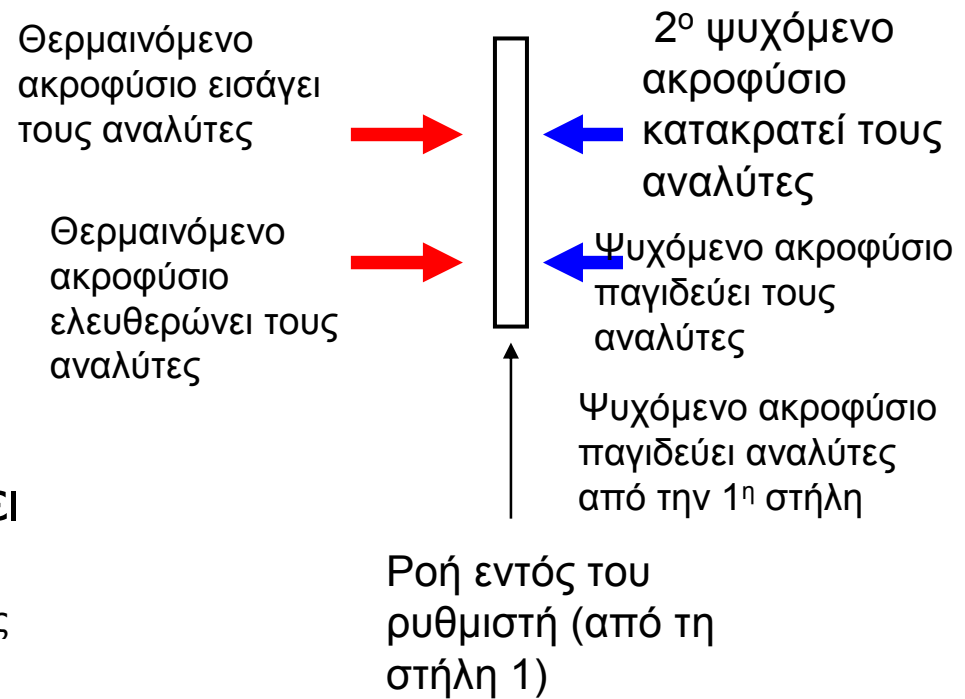 Θερμαινόμενο
ακροφύσιο εισάγει
τους αναλύτες
2ο ψυχόμενο
ακροφύσιο
κατακρατεί τους
αναλύτες
Θερμαινόμενο
ακροφύσιο
ελευθερώνει τους
αναλύτες
Ψυχόμενο ακροφύσιο
παγιδεύει τους
αναλύτες
Ψυχόμενο ακροφύσιο
παγιδεύει αναλύτες
από την 1η στήλη
Ροή εντός του
ρυθμιστή (από τη
στήλη 1)